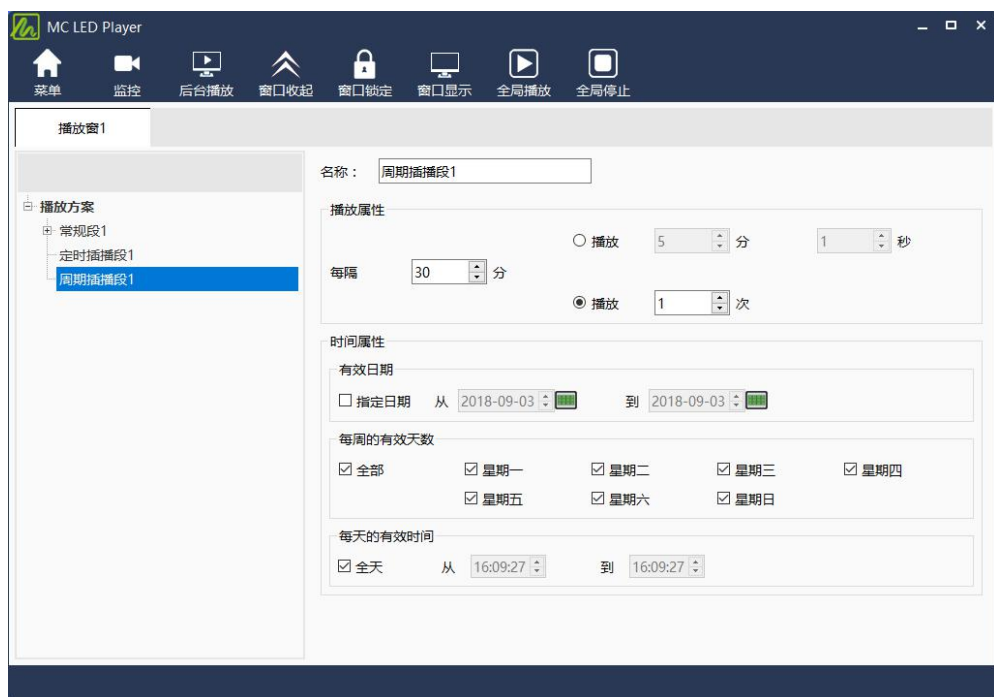 MC LED Player
菜单 监控 后台播放 窗口收起 窗口锁定 窗口显示 全局播放 全局停止
播放窗1
名称： 周期插播段1
播放方案
常规段1
定时插播段1
周期插播段1
播放属性
播放 5 分 1 秒
每隔 30 分
播放 1 次
时间属性
有效日期
指定日期 从 2018-09-03 到 2018-09-03
每周的有效天数
全部 星期一 星期二 星期三 星期四
星期五 星期六 星期日
每天的有效时间
全天 从 16:09:27 到 16:09:27